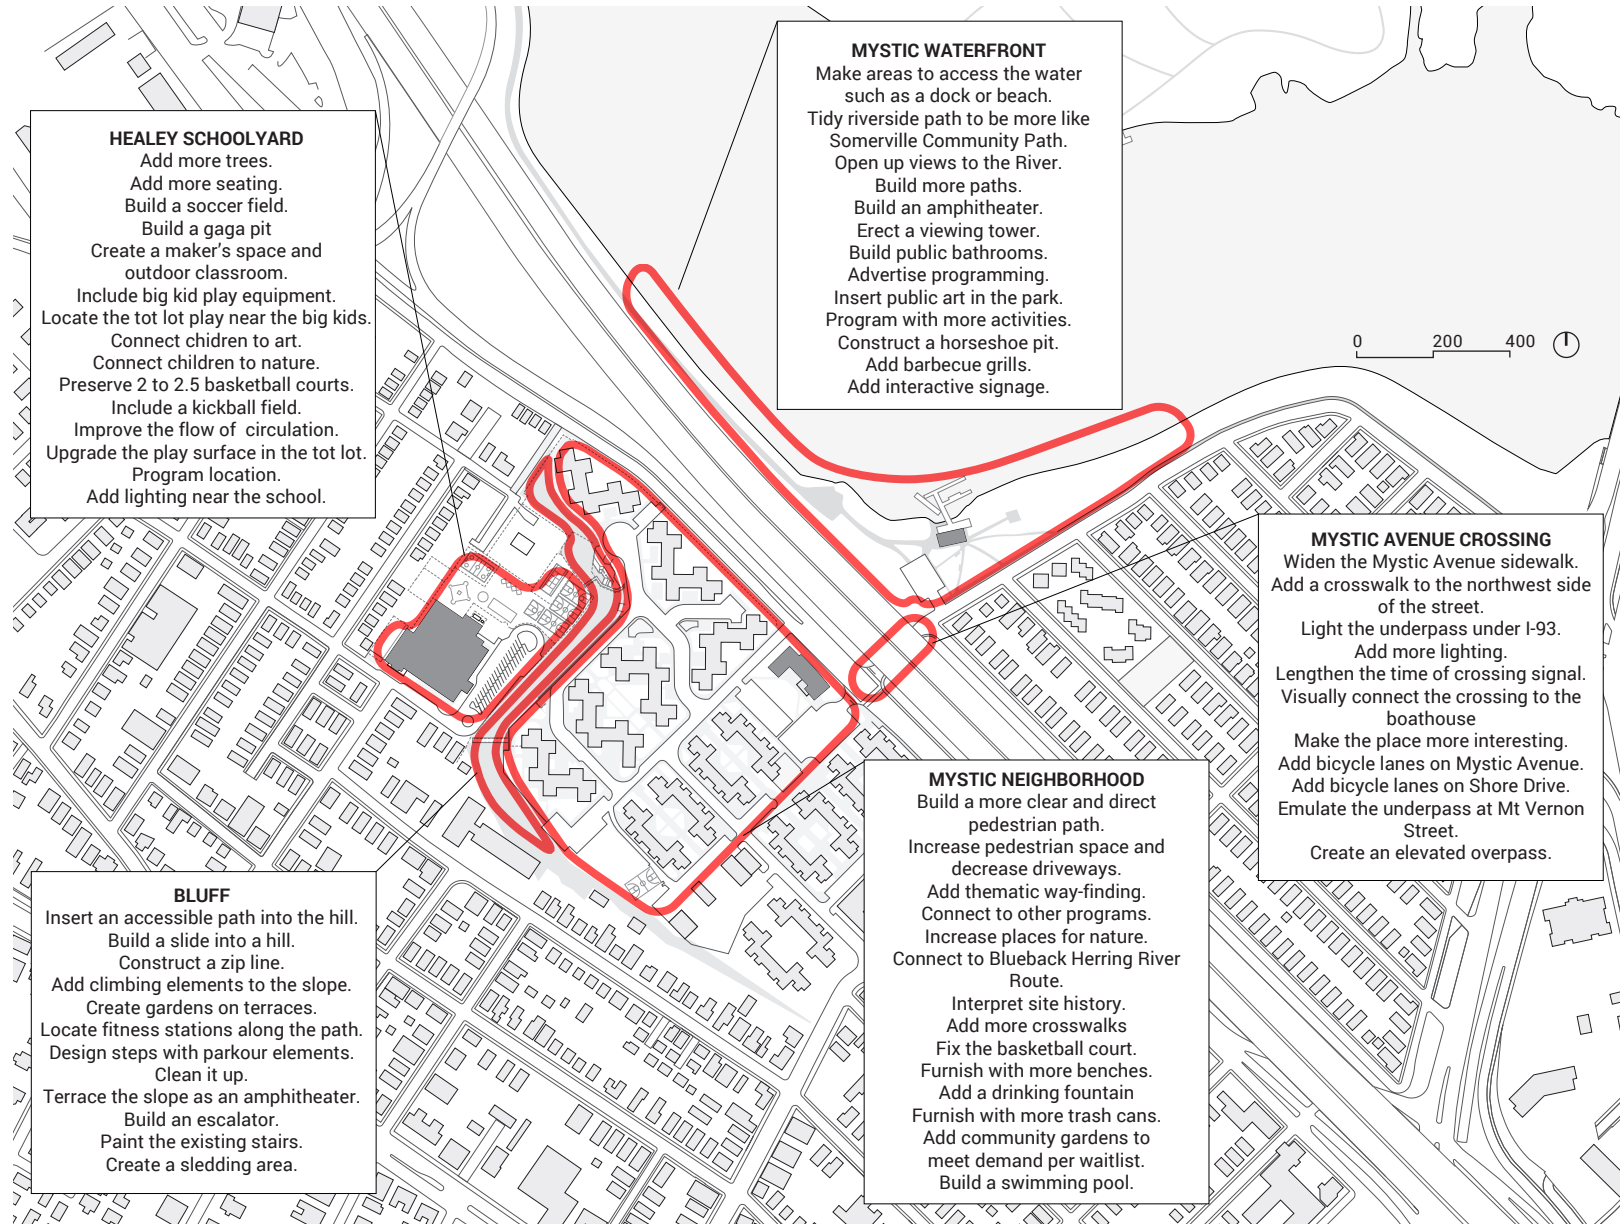 MYSTIC WATERFRONT
Make areas to access the water
such as a dock or beach.
Tidy riverside path to be more like
Somerville Community Path.
Open up views to the River.
Build more paths.
Build an amphitheater.
Erect a viewing tower.
Build public bathrooms.
Advertise programming.
Insert public art in the park.
Program with more activities.
Construct a horseshoe pit.
Add barbecue grills.
Add interactive signage.
HEALEY SCHOOLYARD
Add more trees.
Add more seating.
Build a soccer field.
Build a gaga pit
Create a maker's space and
outdoor classroom.
Include big kid play equipment.
Locate the tot lot play near the big kids.
Connect chidren to art.
Connect children to nature.
Preserve 2 to 2.5 basketball courts.
Include a kickball field.
Improve the flow of circulation.
Upgrade the play surface in the tot lot.
Program location.
Add lighting near the school.
0 200 400
MYSTIC AVENUE CROSSING
Widen the Mystic Avenue sidewalk.
Add a crosswalk to the northwest side
of the street.
Light the underpass under I-93.
Add more lighting.
Lengthen the time of crossing signal.
Visually connect the crossing to the
boathouse
Make the place more interesting.
Add bicycle lanes on Mystic Avenue.
Add bicycle lanes on Shore Drive.
Emulate the underpass at Mt Vernon
Street.
Create an elevated overpass.
MYSTIC NEIGHBORHOOD
Build a more clear and direct
pedestrian path.
Increase pedestrian space and
decrease driveways.
Add thematic way-finding.
Connect to other programs.
Increase places for nature.
Connect to Blueback Herring River
Route.
Interpret site history.
Add more crosswalks
Fix the basketball court.
Furnish with more benches.
Add a drinking fountain
Furnish with more trash cans.
Add community gardens to
meet demand per waitlist.
Build a swimming pool.
BLUFF
Insert an accessible path into the hill.
Build a slide into a hill.
Construct a zip line.
Add climbing elements to the slope.
Create gardens on terraces.
Locate fitness stations along the path.
Design steps with parkour elements.
Clean it up.
Terrace the slope as an amphitheater.
Build an escalator.
Paint the existing stairs.
Create a sledding area.